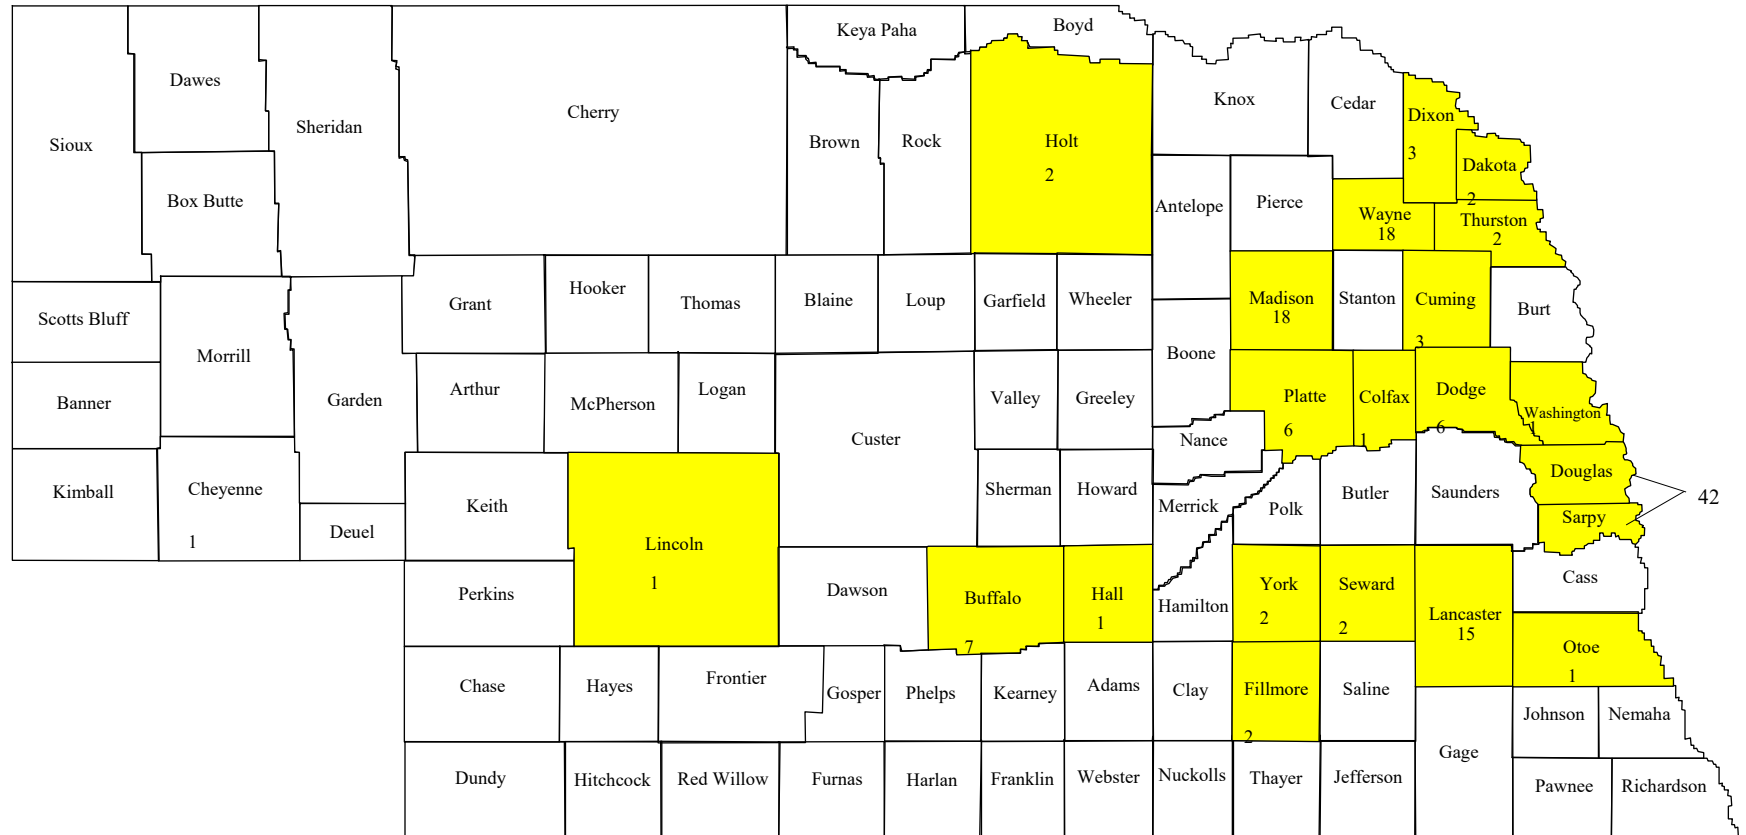 Boyd
Keya Paha
Dawes
Cherry
Knox
Cedar
Dixon
3
Sheridan
Sioux
Brown
Rock
Holt
2
Dakota
2
Box Butte
Antelope
Pierce
Wayne
18
Thurston
2
Grant
Hooker
Thomas
Blaine
Loup
Garfield
Wheeler
Madison
18
Stanton
Cuming
3
Burt
Scotts Bluff
Morrill
Boone
Banner
Garden
Arthur
McPherson
Logan
Custer
Valley
Greeley
Platte
6
Colfax
1
Dodge
6
Washington
1
Nance
Kimball
Cheyenne
1
Deuel
Keith
Lincoln
1
Sherman
Howard
Merrick
Polk
Butler
Saunders
Douglas
Sarpy
42
Perkins
Dawson
Buffalo
7
Hall
1
Hamilton
York
2
Seward
2
Lancaster
15
Cass
Otoe
1
Chase
Hayes
Frontier
Gosper
Phelps
Kearney
Adams
Clay
Fillmore
2
Saline
Johnson
Nemaha
Gage
Dundy
Hitchcock
Red Willow
Furnas
Harlan
Franklin
Webster
Nuckolls
Thayer
Jefferson
Pawnee
Richardson